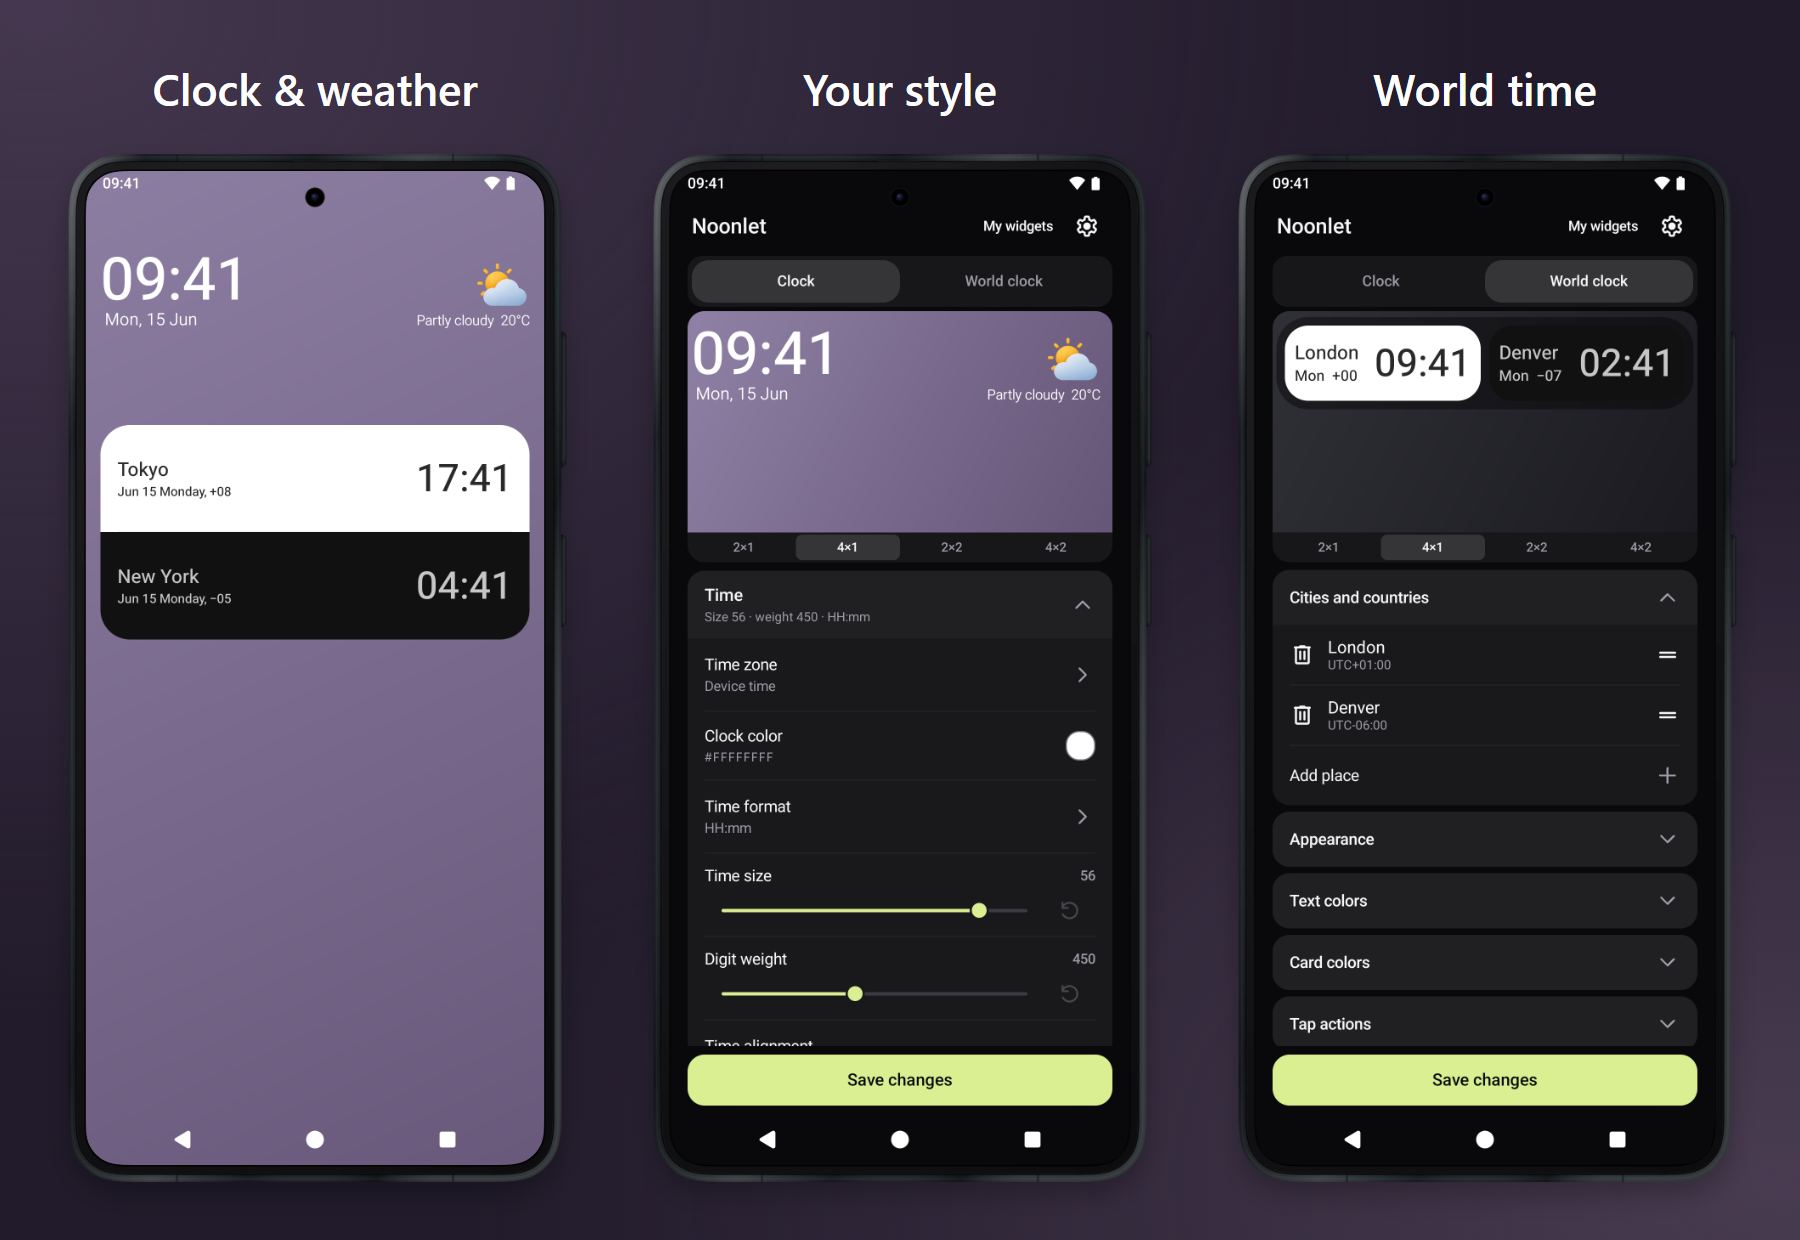 Clock & weather
09:41
09:41
Mon, 15 Jun
Partly cloudy 20°C
Tokyo
Jun 15 Monday, +08
17:41
New York
Jun 15 Monday, −05
04:41
Your style
09:41
Noonlet
My widgets
Clock
World clock
09:41
Mon, 15 Jun
Partly cloudy 20°C
2×1
4×1
2×2
4×2
Time
Size 56 · weight 450 · HH:mm
Time zone
Device time
Clock color
#FFFFFFFF
Time format
HH:mm
Time size
56
Digit weight
450
Time alignment
Save changes
World time
09:41
Noonlet
My widgets
Clock
World clock
London
Mon +00
09:41
Denver
Mon −07
02:41
2×1
4×1
2×2
4×2
Cities and countries
London
UTC+01:00
Denver
UTC-06:00
Add place
Appearance
Text colors
Card colors
Tap actions
Save changes